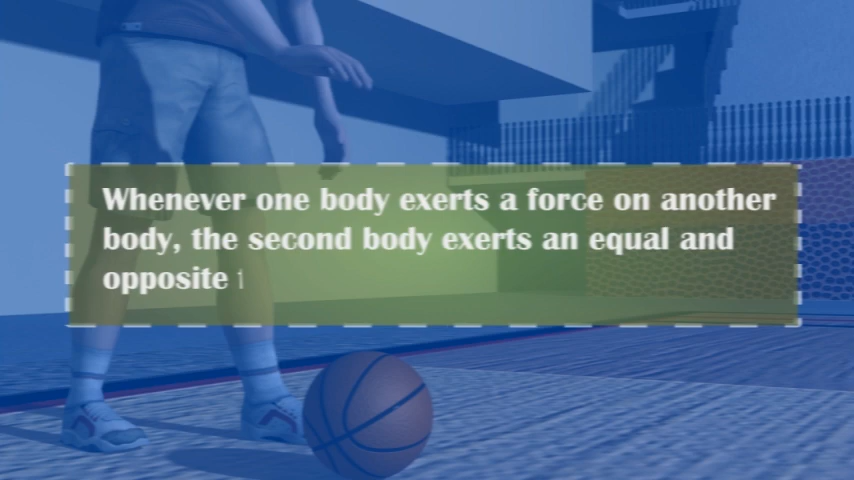 Whenever one body exerts a force on another
body, the second body exerts an equal and
opposite